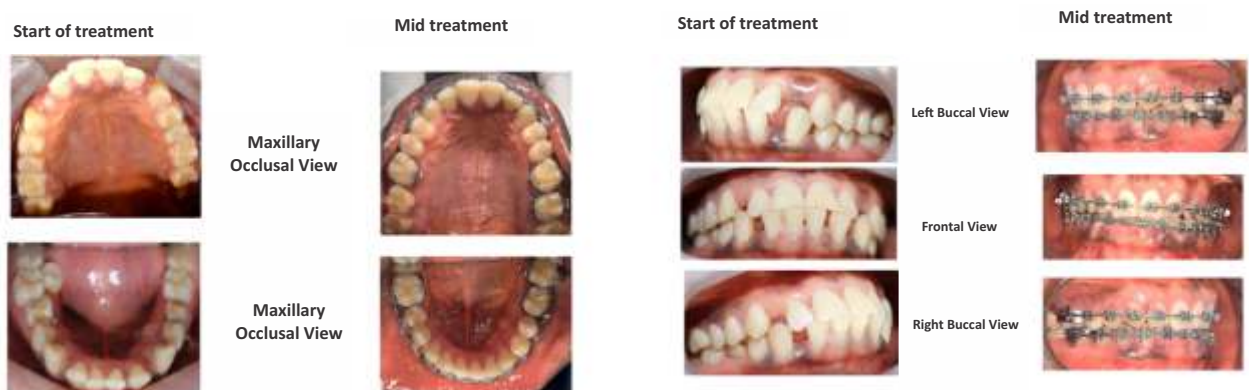 Start of treatment
Mid treatment
Start of treatment
Mid treatment
Maxillary
Occlusal View
Maxillary
Occlusal View
Left Buccal View
Frontal View
Right Buccal View